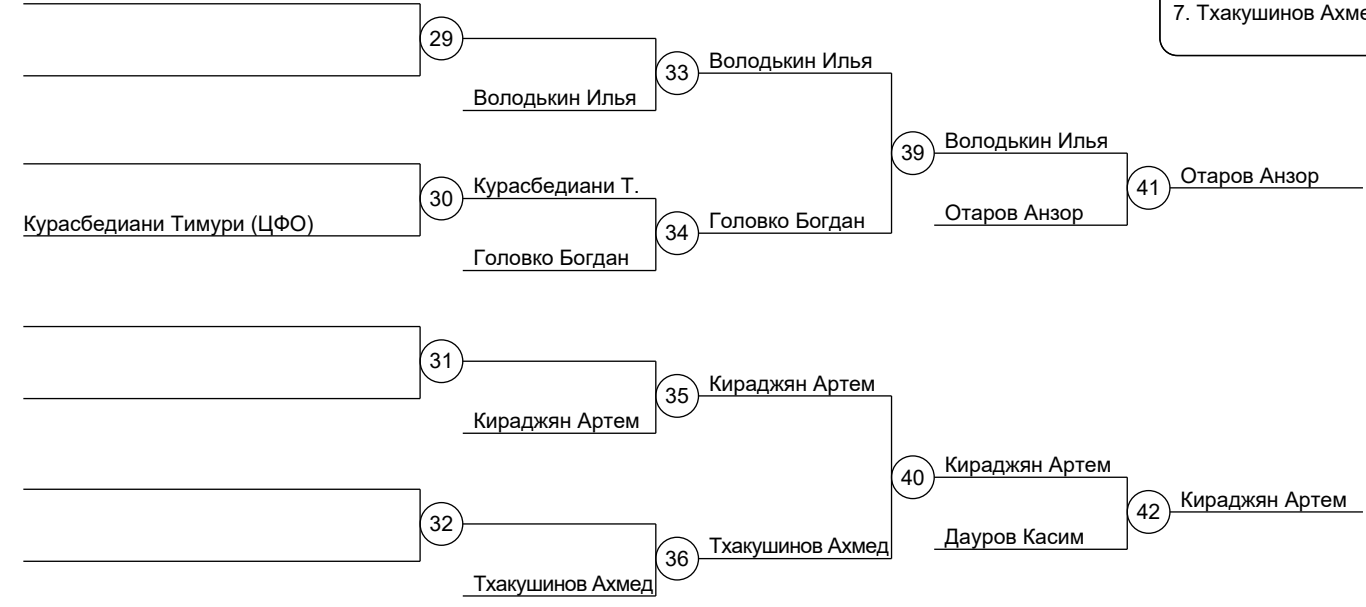 7. Тхакушинов Ахме
29
Володькин Илья
33
Володькин Илья
39
Володькин Илья
Курасбедиани Тимури (ЦФО)
30
Курасбедиани Т.
Головко Богдан
34
Головко Богдан
Отаров Анзор
41
Отаров Анзор
31
Кираджян Артем
35
Кираджян Артем
40
Кираджян Артем
32
Тхакушинов Ахмед
36
Тхакушинов Ахмед
Дауров Касим
42
Кираджян Артем